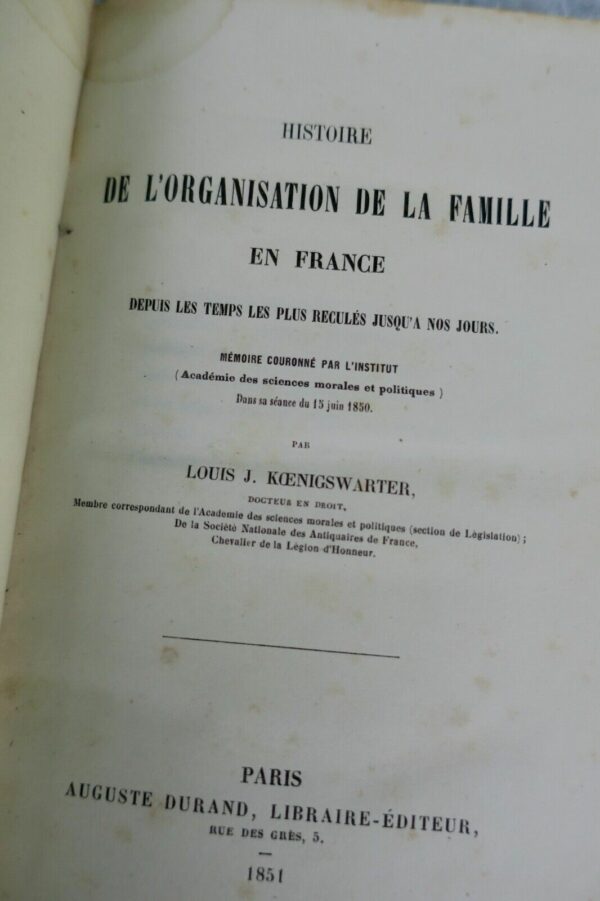 HISTOIRE
DE L'ORGANISATION DE LA FAMILLE
EN FRANCE
DEPUIS LES TEMPS LES PLUS RECULÉS JUSQU'A NOS JOURS.
MÉMOIRE COURONNÉ PAR L'INSTITUT
(Académie des sciences morales et politiques)
Dans sa séance du 15 juin 1850.
PAR
LOUIS J. KŒNIGSWARTER,
DOCTEUR EN DROIT,
Membre correspondant de l'Academie des sciences morales et politiques (section de Législation);
De la Société Nationale des Antiquaires de France,
Chevalier de la Légion d'Honneur.
PARIS
AUGUSTE DURAND, LIBRAIRE-ÉDITEUR,
RUE DES GRÈS, 5.
1851